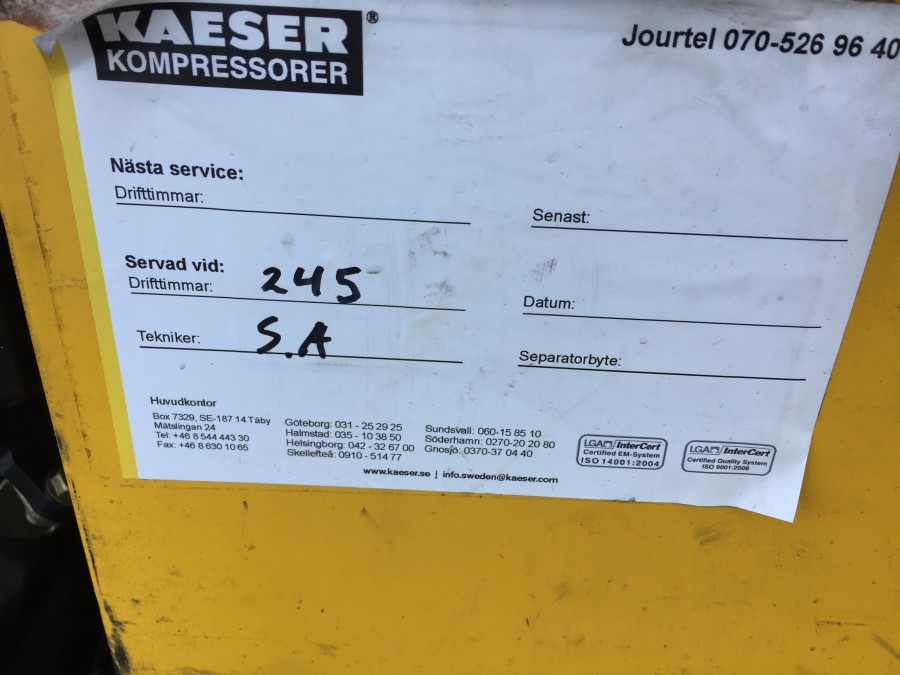 KAESER®
KOMPRESSORER
Jourtel 070-526 96 40
Nästa service:
Drifttimmar:
Senast:
Servad vid:
Drifttimmar: 245
Datum:
Tekniker: S.A
Separatorbyte:
Huvudkontor
Box 7329, SE-187 14 Täby
Mätslingan 24
Tel: +46 8 544 443 30
Fax: +46 8 630 10 65
Göteborg: 031 - 25 29 25
Halmstad: 035 - 10 38 50
Helsingborg: 042 - 32 67 00
Skellefteå: 0910 - 514 77
Sundsvall: 060-15 85 10
Söderhamn: 0270-20 20 80
Gnosjö: 0370-37 04 40
www.kaeser.se | info.sweden@kaeser.com
LGA InterCert
Certified EM-System
ISO 14001:2004
LGA InterCert
Certified Quality System
ISO 9001:2008